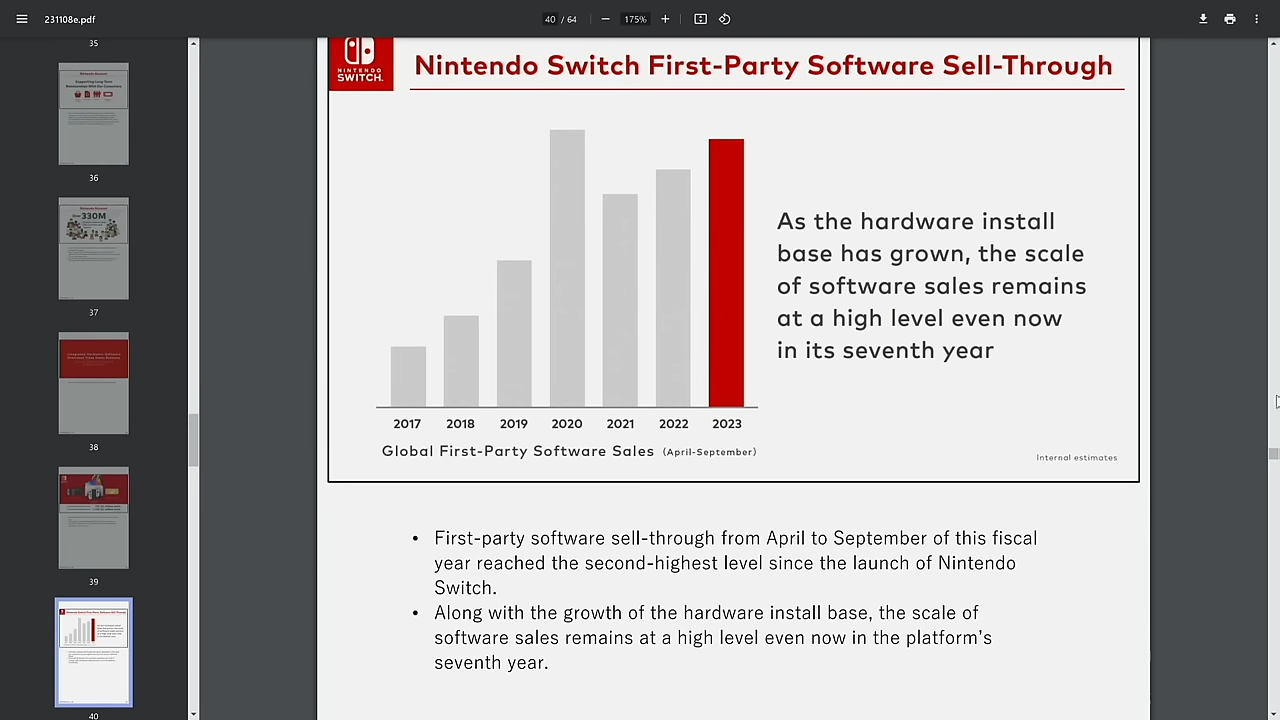 231108e.pdf
40 / 64
175%
35
36
Over 330M
37
38
39
40
NINTENDO
SWITCH.
Nintendo Switch First-Party Software Sell-Through
As the hardware install
base has grown, the scale
of software sales remains
at a high level even now
in its seventh year
2017 2018 2019 2020 2021 2022 2023
Global First-Party Software Sales (April-September)
Internal estimates
• First-party software sell-through from April to September of this fiscal
year reached the second-highest level since the launch of Nintendo
Switch.
• Along with the growth of the hardware install base, the scale of
software sales remains at a high level even now in the platform's
seventh year.